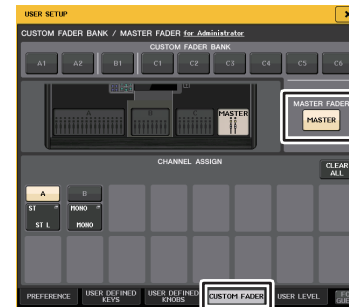 USER SETUP
CUSTOM FADER BANK / MASTER FADER for Administrator
CUSTOM FADER BANK
A1 A2 B1 C1 C2 C3 C4 C5 C6
A B C MASTER
MASTER FADER
MASTER
CHANNEL ASSIGN
CLEAR
ALL
A B
ST MONO
ST L MONO
PREFERENCE
USER DEFINED
KEYS
USER DEFINED
KNOBS
CUSTOM FADER
USER LEVEL